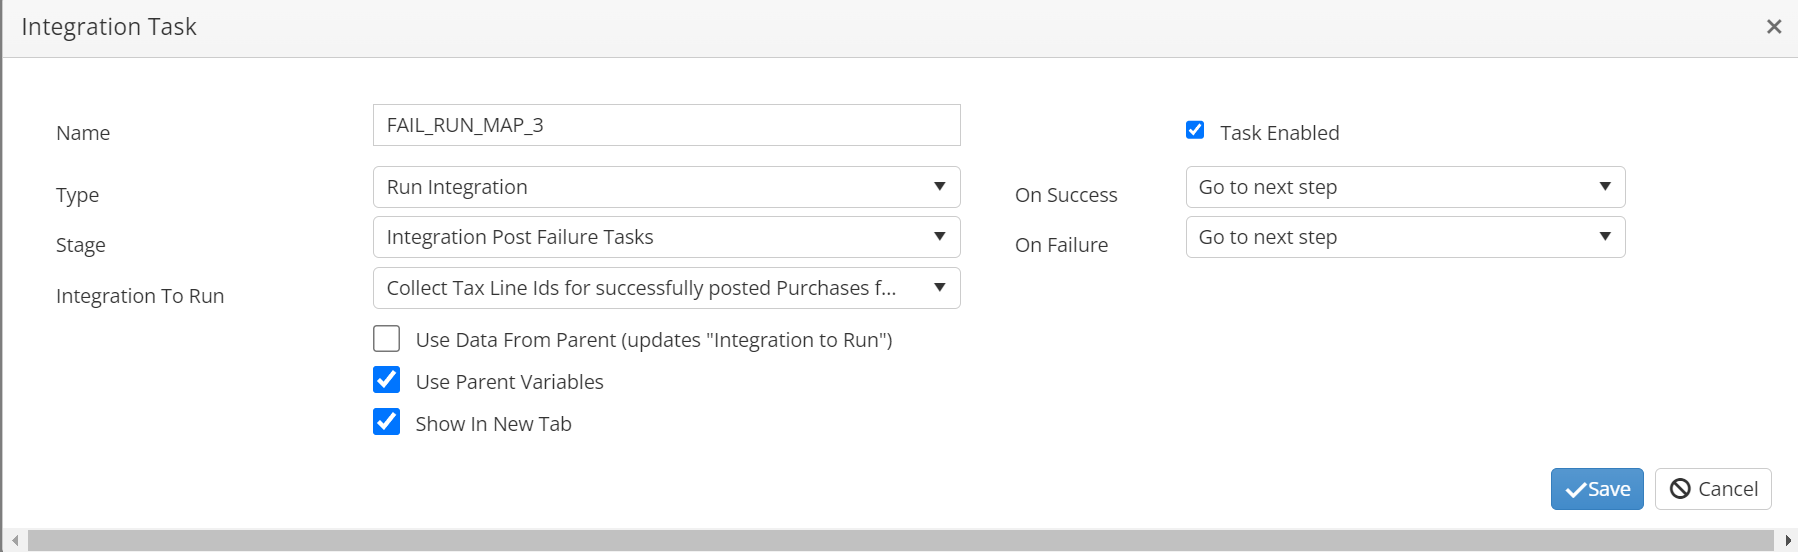 Integration Task
Name
FAIL_RUN_MAP_3
Task Enabled
Type
Run Integration
On Success
Go to next step
Stage
Integration Post Failure Tasks
On Failure
Go to next step
Integration To Run
Collect Tax Line Ids for successfully posted Purchases f...
Use Data From Parent (updates "Integration to Run")
Use Parent Variables
Show In New Tab
Save
Cancel